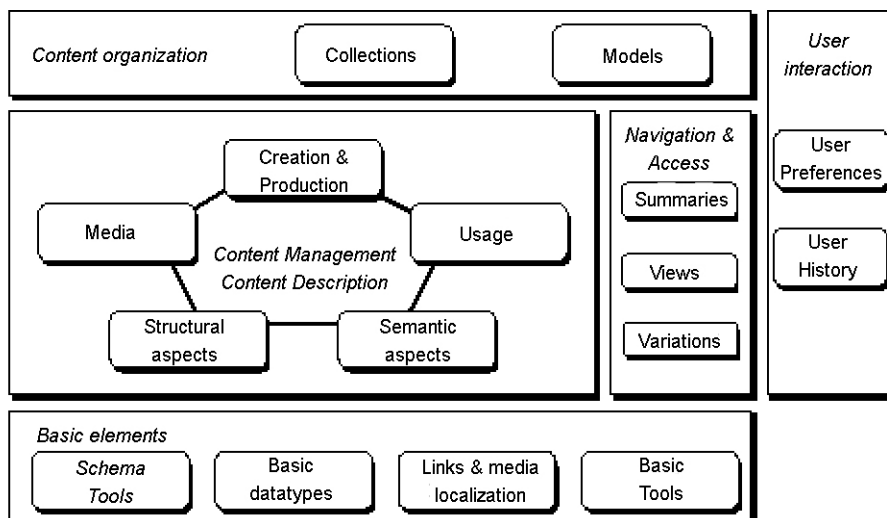 Content organization
Collections
Models
User
interaction
Creation &
Production
Media
Usage
Content Management
Content Description
Structural
aspects
Semantic
aspects
Navigation &
Access
Summaries
Views
Variations
User
Preferences
User
History
Basic elements
Schema
Tools
Basic
datatypes
Links & media
localization
Basic
Tools